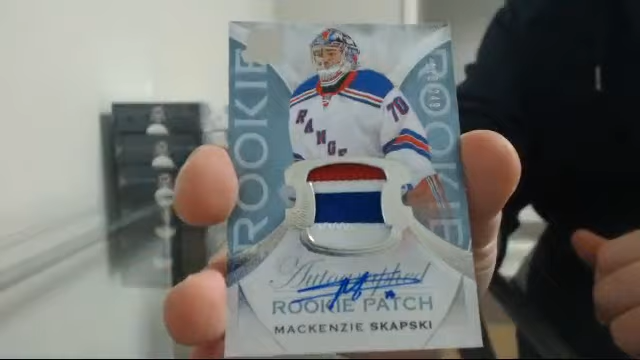 ROOKIE
ROOKIE
70
RANGE
Autographed
ROOKIE PATCH
MACKENZIE SKAPSKI